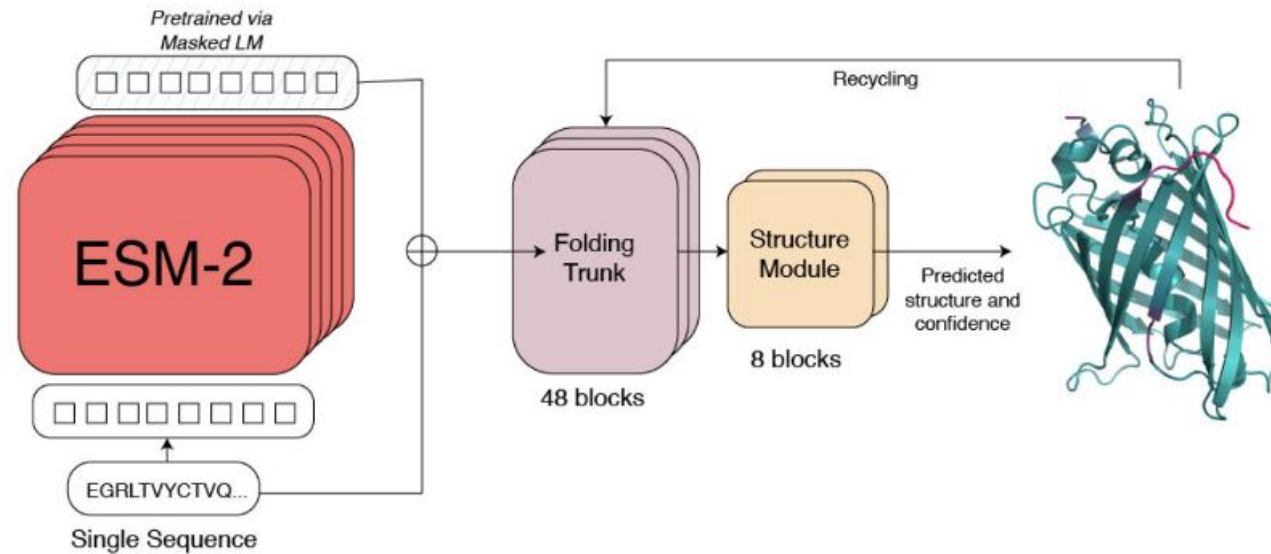 Pretrained via
Masked LM
ESM-2
EGRLTVYCTVQ...
Single Sequence
Recycling
Folding
Trunk
48 blocks
Structure
Module
8 blocks
Predicted
structure and
confidence